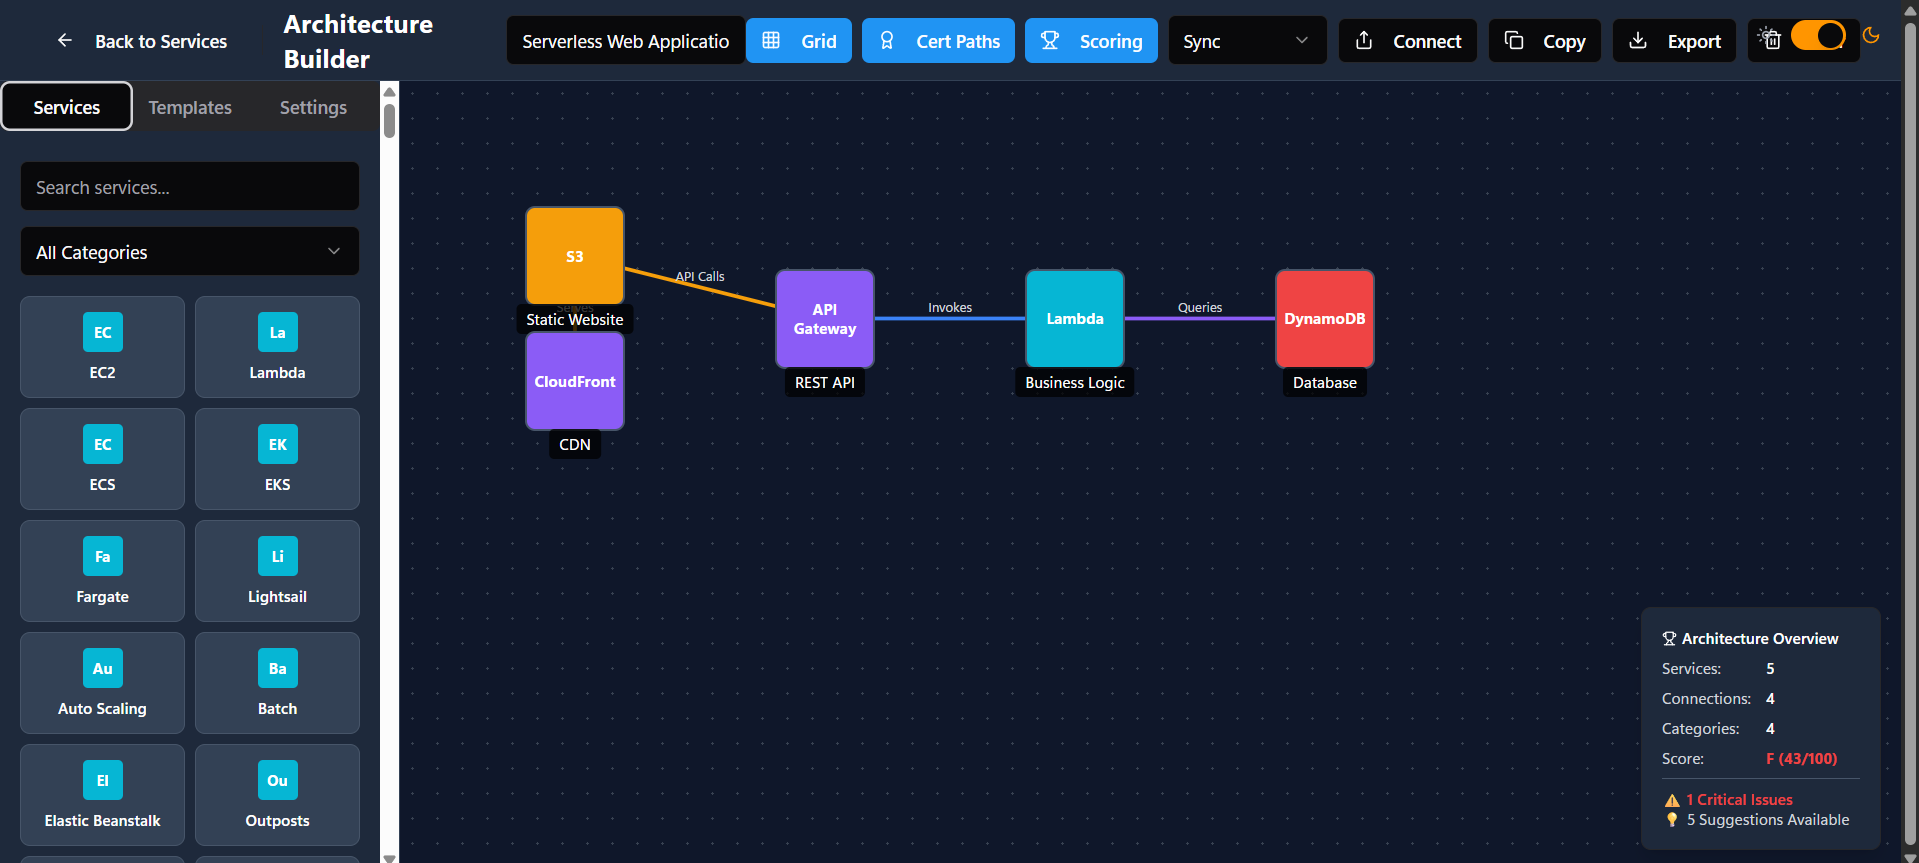 Back to Services
Architecture
Builder
Serverless Web Applicatio
Grid
Cert Paths
Scoring
Sync
Connect
Copy
Export
Services
Templates
Settings
Search services...
All Categories
EC
EC2
La
Lambda
EC
ECS
EK
EKS
Fa
Fargate
Li
Lightsail
Au
Auto Scaling
Ba
Batch
El
Elastic Beanstalk
Ou
Outposts
S3
Serves
Static Website
CloudFront
CDN
API Calls
API
Gateway
REST API
Invokes
Lambda
Business Logic
Queries
DynamoDB
Database
Architecture Overview
Services: 5
Connections: 4
Categories: 4
Score: F (43/100)
1 Critical Issues
5 Suggestions Available